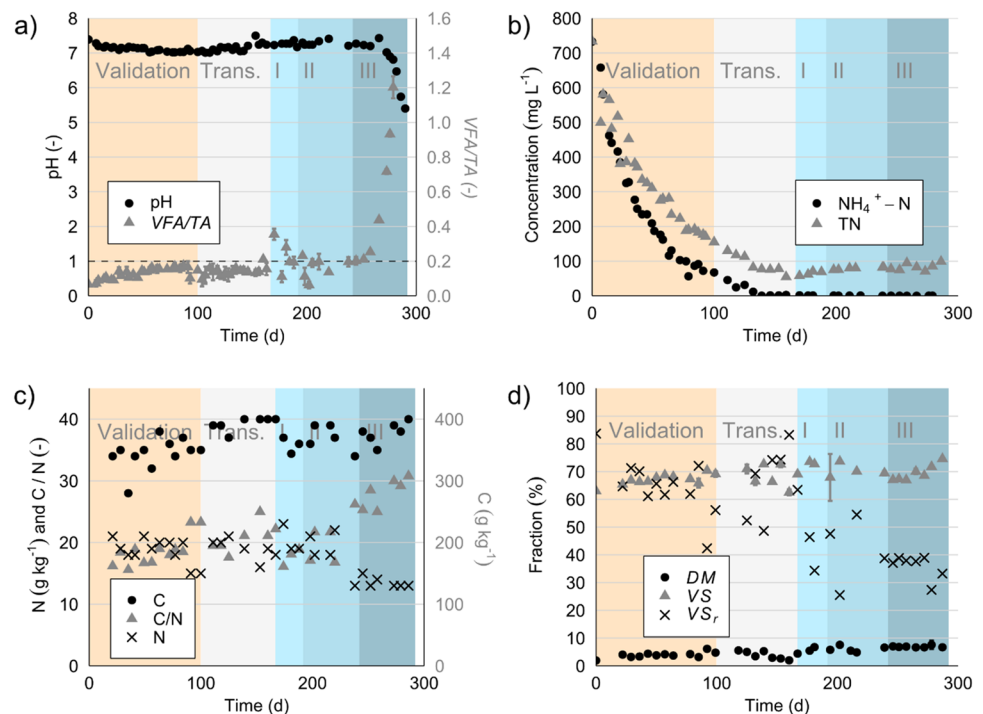 a)
8
7
6
5
4
3
2
1
0
pH (-)
1.6
1.4
1.2
1.0
0.8
0.6
0.4
0.2
0.0
VFA/TA (-)
Validation Trans. I II III
pH
VFA/TA
0 100 200 300
Time (d)
b)
800
700
600
500
400
300
200
100
0
Concentration (mg L⁻¹)
Validation Trans. I II III
NH₄⁺−N
TN
0 100 200 300
Time (d)
c)
40
30
20
10
0
N (g kg⁻¹) and C / N (-)
400
300
200
100
0
C (g kg⁻¹)
Validation Trans. I II III
C
C/N
N
0 100 200 300
Time (d)
d)
100
90
80
70
60
50
40
30
20
10
0
Fraction (%)
Validation Trans. I II III
DM
VS
VSᵣ
0 100 200 300
Time (d)